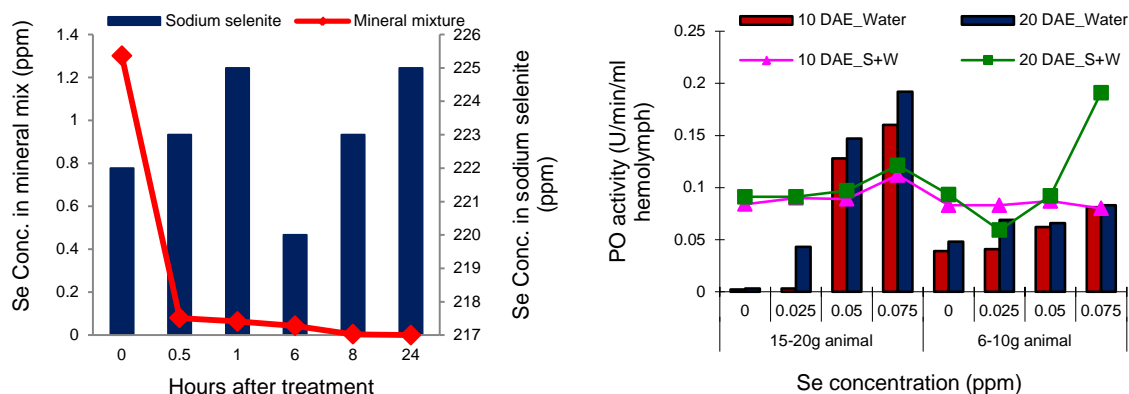 Sodium selenite
Mineral mixture
Se Conc. in mineral mix (ppm)
1.4
1.2
1
0.8
0.6
0.4
0.2
0
226
225
224
223
222
221
220
219
218
217
Se Conc. in sodium selenite
(ppm)
0 0.5 1 6 8 24
Hours after treatment
10 DAE_Water
20 DAE_Water
10 DAE_S+W
20 DAE_S+W
PO activity (U/min/ml
hemolymph)
0.25
0.2
0.15
0.1
0.05
0
0 0.025 0.05 0.075 0 0.025 0.05 0.075
15-20g animal 6-10g animal
Se concentration (ppm)